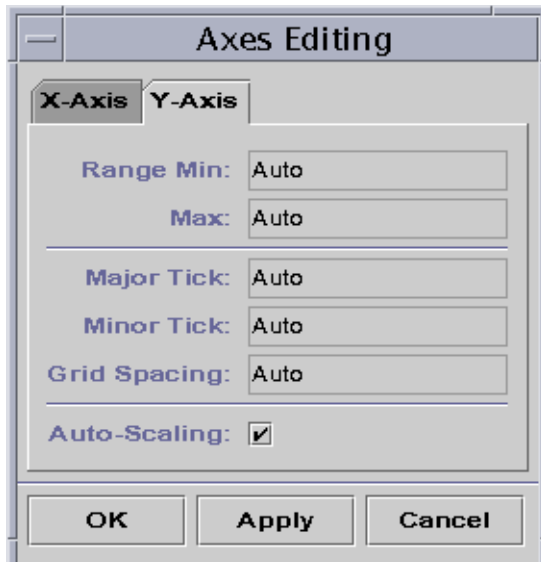 Axes Editing
X-Axis Y-Axis
Range Min: Auto
Max: Auto
Major Tick: Auto
Minor Tick: Auto
Grid Spacing: Auto
Auto-Scaling:
OK Apply Cancel